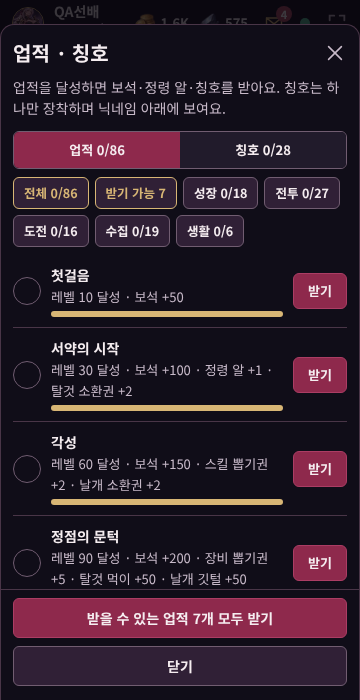 QA선배
1.6K
575
4
업적 · 칭호
업적을 달성하면 보석·정령 알·칭호를 받아요. 칭호는 하
나만 장착하며 닉네임 아래에 보여요.
업적 0/86
칭호 0/28
전체 0/86
받기 가능 7
성장 0/18
전투 0/27
도전 0/16
수집 0/19
생활 0/6
첫걸음
레벨 10 달성 · 보석 +50
받기
서약의 시작
레벨 30 달성 · 보석 +100 · 정령 알 +1 ·
탈것 소환권 +2
받기
각성
레벨 60 달성 · 보석 +150 · 스킬 뽑기권
+2 · 날개 소환권 +2
받기
정점의 문턱
레벨 90 달성 · 보석 +200 · 장비 뽑기권
+5 · 탈것 먹이 +50 · 날개 깃털 +50
받기
받을 수 있는 업적 7개 모두 받기
닫기